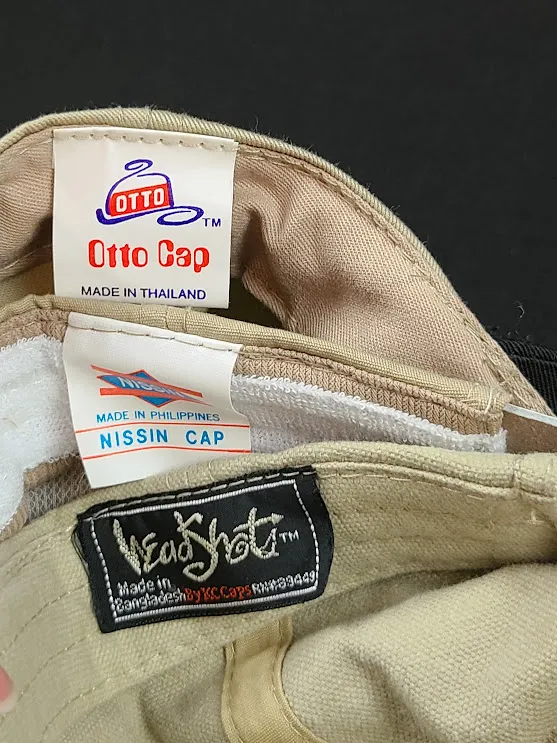 OTTO
TM
Otto Cap
MADE IN THAILAND
NISSIN
MADE IN PHILIPPINES
NISSIN CAP
HeadShots TM
Made in
Bangladesh By KC Caps RN#:89449